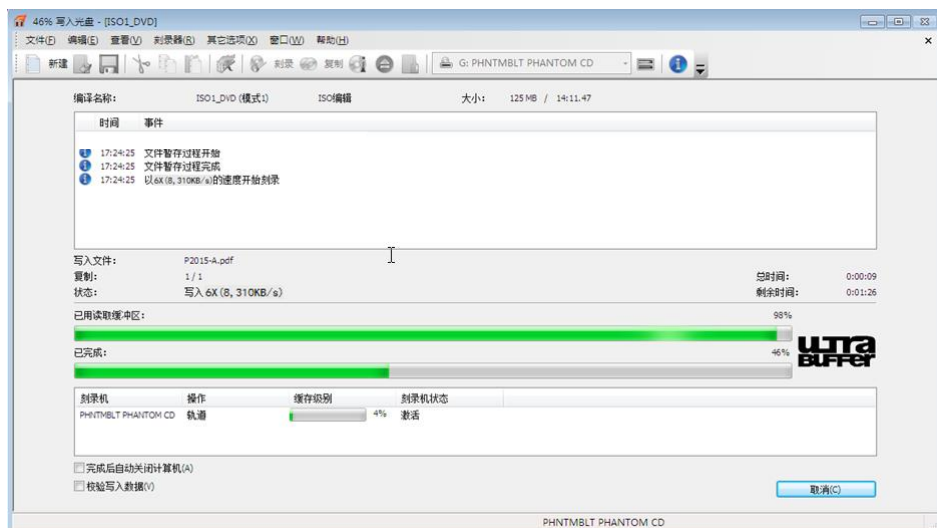 46% 写入光盘 - [ISO1_DVD]
文件(F) 编辑(E) 查看(V) 刻录器(R) 其它选项(X) 窗口(W) 帮助(H)
新建 刻录 复制 G: PHNTMBLT PHANTOM CD
编译名称: ISO1_DVD (模式1) ISO编辑 大小: 125 MB / 14:11.47
时间 事件
17:24:25 文件暂存过程开始
17:24:25 文件暂存过程完成
17:24:25 以6X(8, 310KB/s)的速度开始刻录
写入文件: P2015-A.pdf
复制: 1 / 1 总时间: 0:00:09
状态: 写入 6X (8, 310KB/s) 剩余时间: 0:01:26
已用读取缓冲区: 98%
已完成: 46%
ULTRA
BUFFER
刻录机 操作 缓存级别 刻录机状态
PHNTMBLT PHANTOM CD 轨道 4% 激活
完成后自动关闭计算机(A)
校验写入数据(V)
取消(C)
PHNTMBLT PHANTOM CD